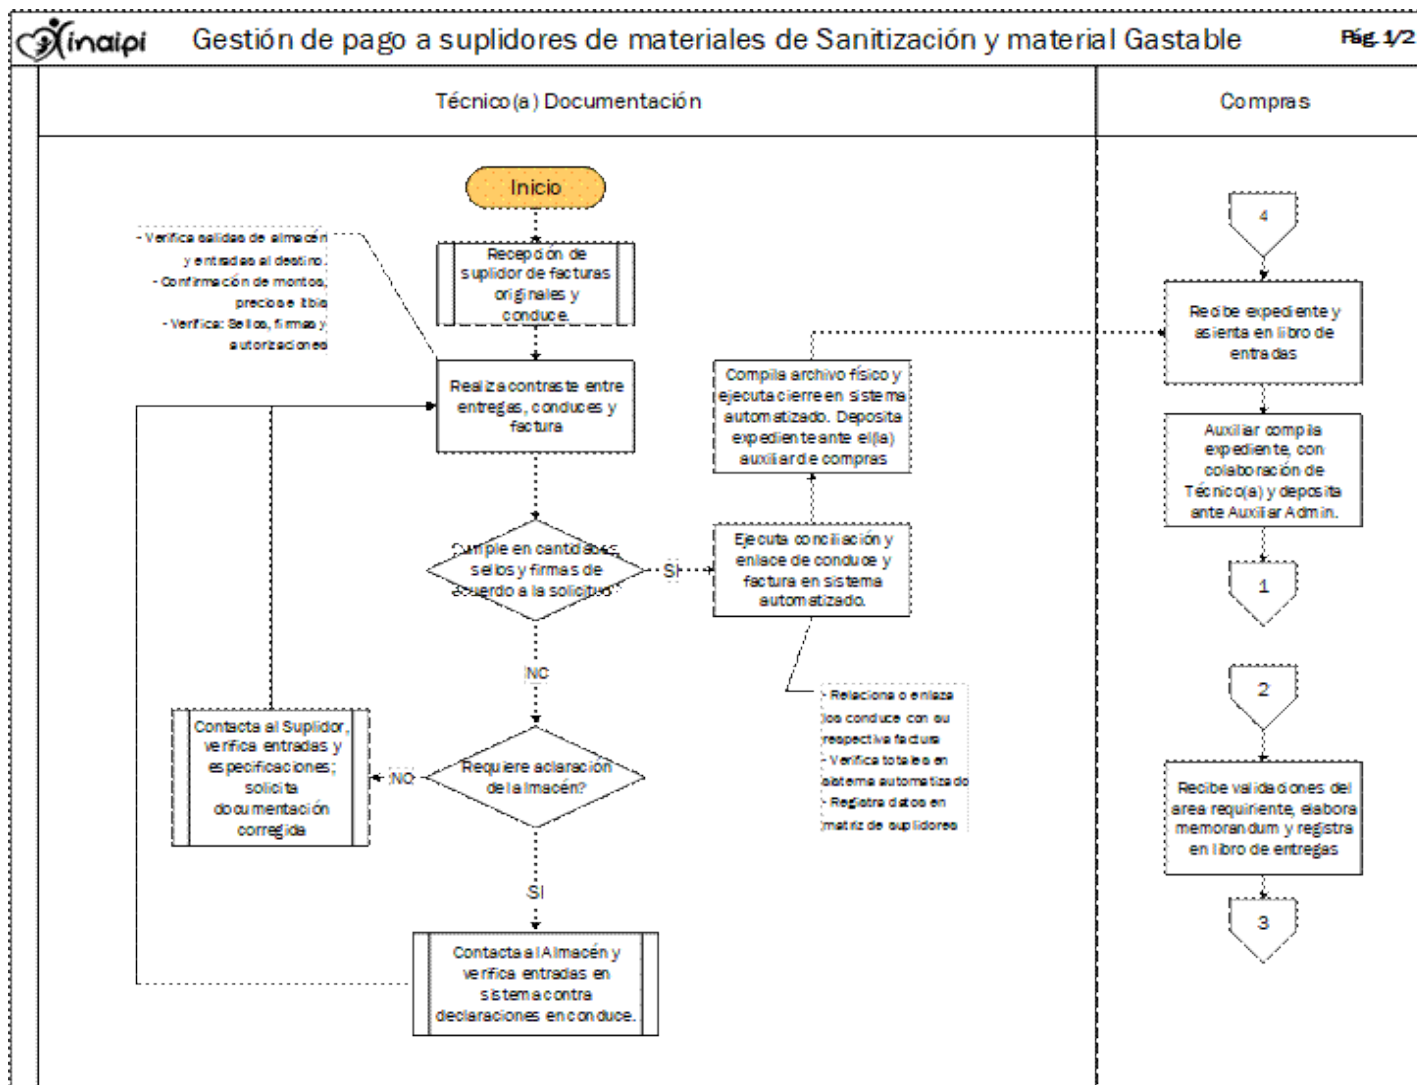 inaipi
Gestión de pago a suplidores de materiales de Sanitización y material Gastable
Pág. 1/2
Técnico(a) Documentación
Compras
Inicio
Recepción de
suplidor de facturas
originales y
conduce.
- Verifica salidas de almacén
y entradas al destino.
- Confirmación de montos,
precios e itbis
- Verifica: Sellos, firmas y
autorizaciones
Realiza contraste entre
entregas, conduces y
factura
Cumple en cantidades,
sellos y firmas de
acuerdo a la solicitud?
SI
NO
Ejecuta conciliación y
enlace de conduce y
factura en sistema
automatizado.
Compila archivo físico y
ejecuta cierre en sistema
automatizado. Deposita
expediente ante el(la)
auxiliar de compras
- Relaciona o enlaza
los conduce con su
respectiva factura
- Verifica totales en
sistema automatizado
- Registra datos en
matriz de suplidores
Requiere aclaración
de la lmacén?
NO
SI
Contacta al Suplidor,
verifica entradas y
especificaciones;
solicita
documentación
corregida
Contacta al Almacén y
verifica entradas en
sistema contra
declaraciones en conduce.
4
Recibe expediente y
asienta en libro de
entradas
Auxiliar compila
expediente, con
colaboración de
Técnico(a) y deposita
ante Auxiliar Admin.
1
2
Recibe validaciones del
area requiriente, elabora
memorandum y registra
en libro de entregas
3